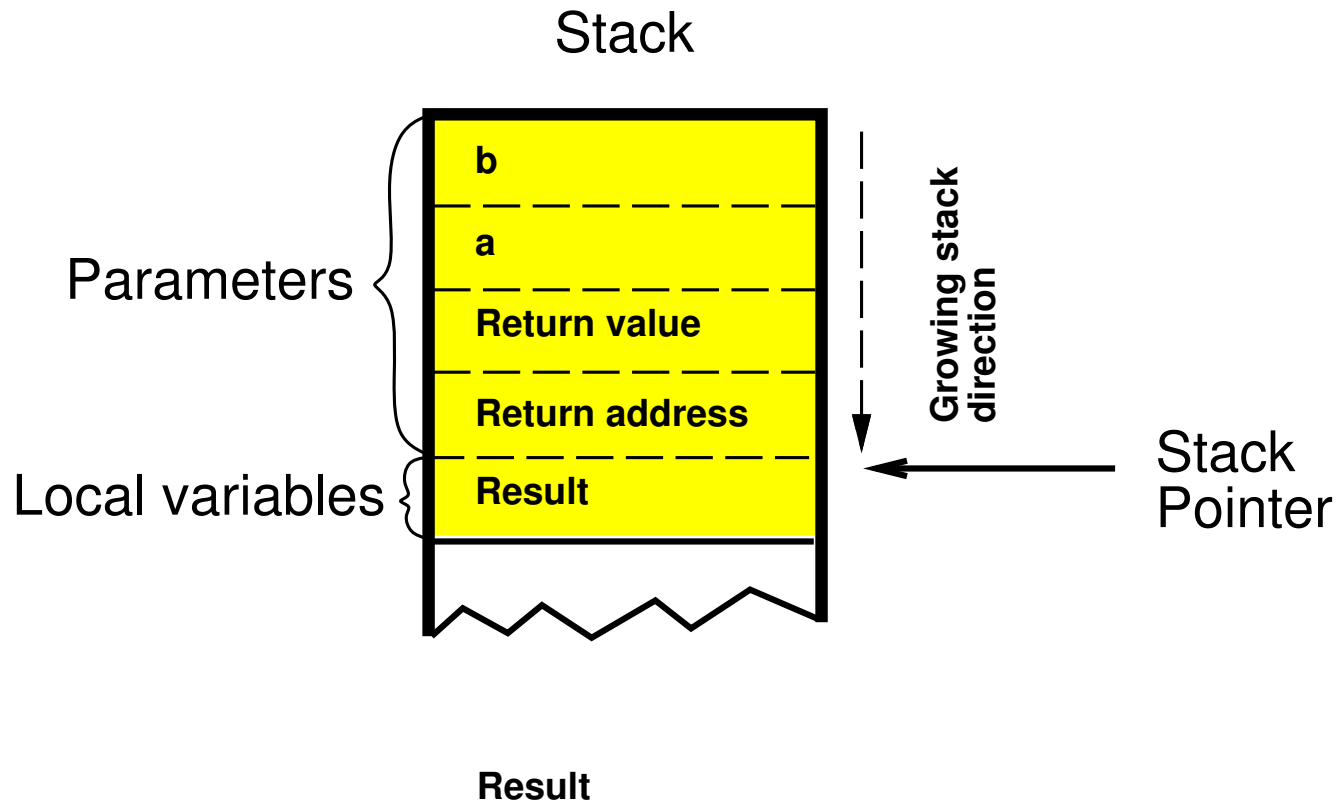 Stack
b
a
Parameters
Return value
Return address
Growing stack
direction
Stack
Pointer
Local variables
Result
Result